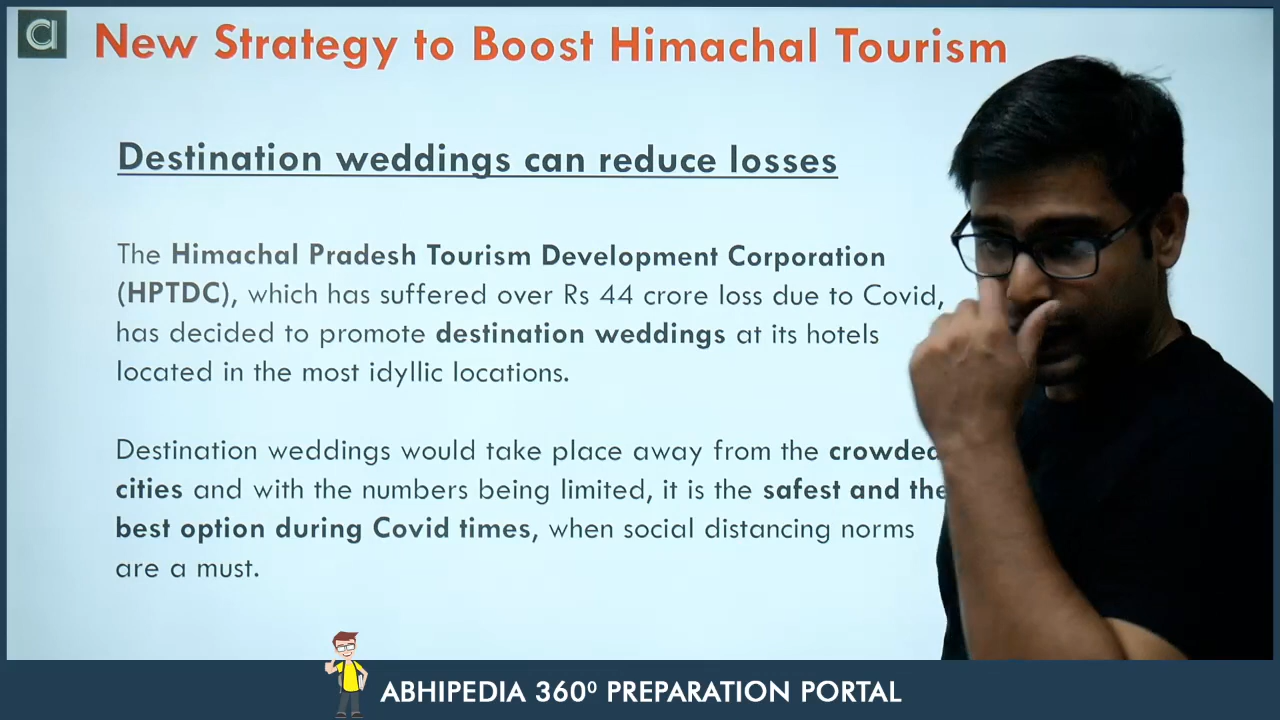 New Strategy to Boost Himachal Tourism
Destination weddings can reduce losses
The Himachal Pradesh Tourism Development Corporation
(HPTDC), which has suffered over Rs 44 crore loss due to Covid,
has decided to promote destination weddings at its hotels
located in the most idyllic locations.
Destination weddings would take place away from the crowded
cities and with the numbers being limited, it is the safest and the
best option during Covid times, when social distancing norms
are a must.
ABHIPEDIA 360⁰ PREPARATION PORTAL